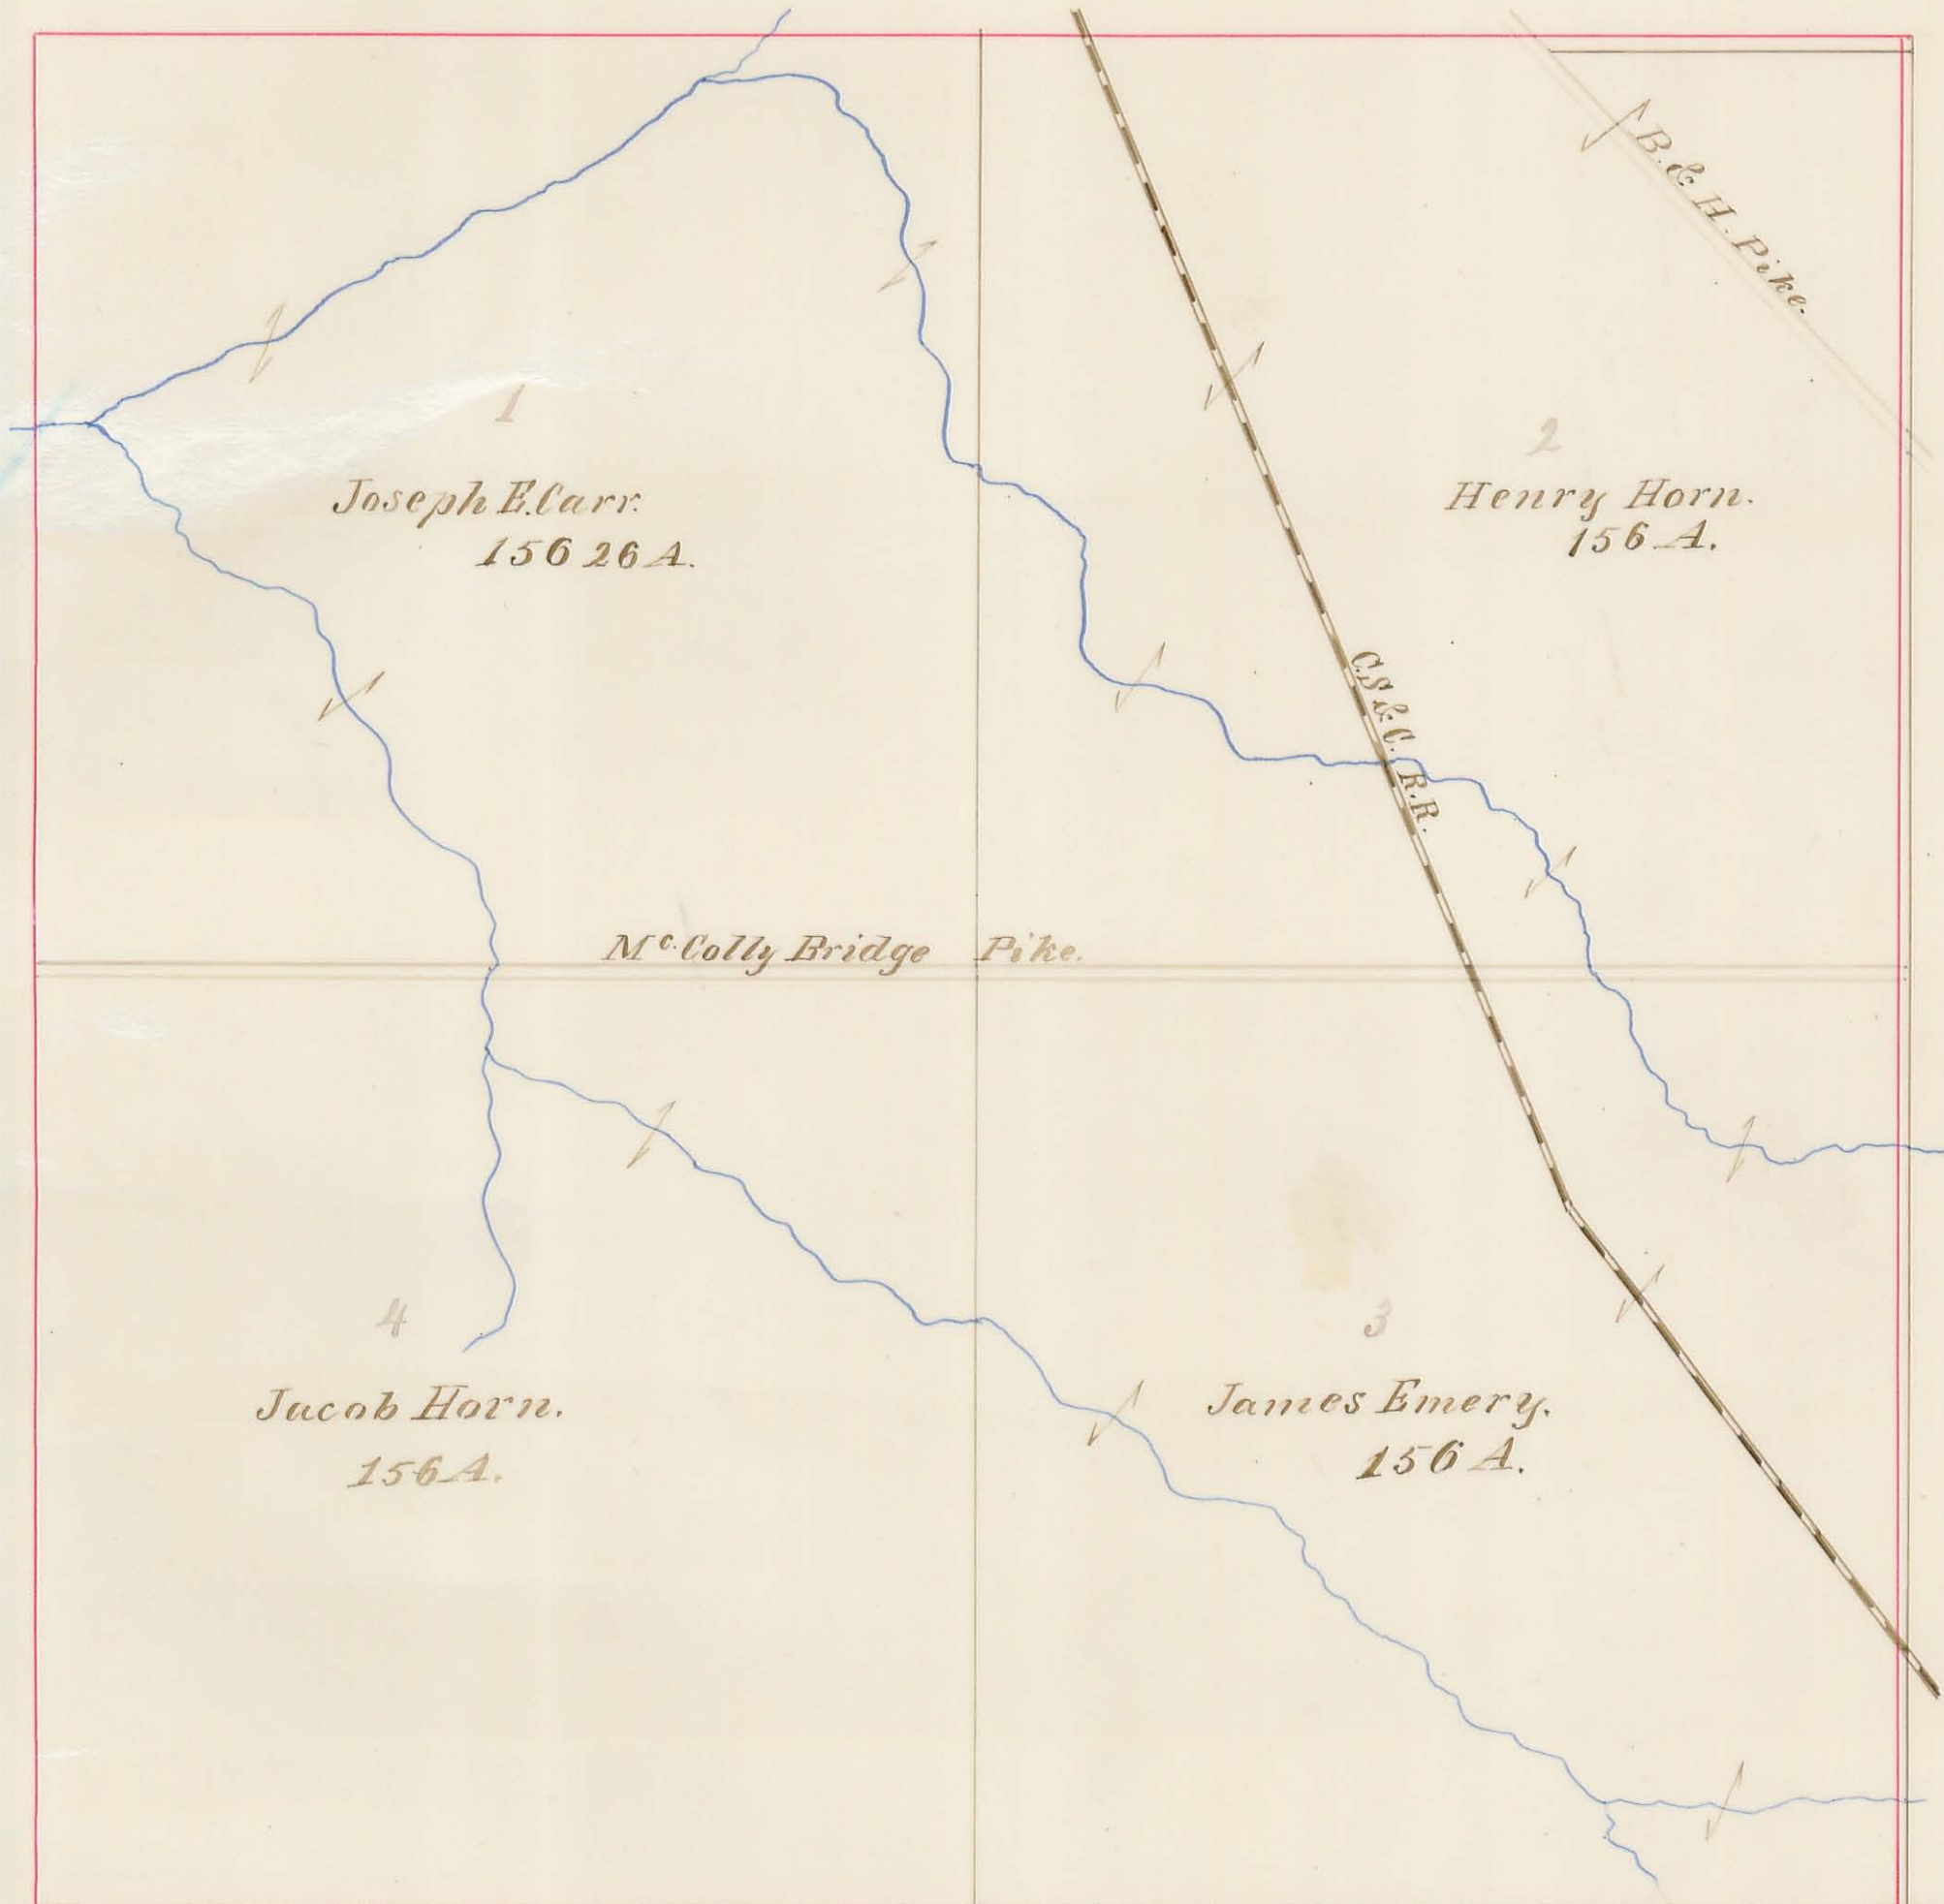 B. & H. Pike.
1
Joseph E. Carr.
156 26 A.
2
Henry Horn.
156 A.
C. S & C. R.R.
Mc. Colly Bridge Pike.
4
Jacob Horn.
156 A.
3
James Emery.
156 A.